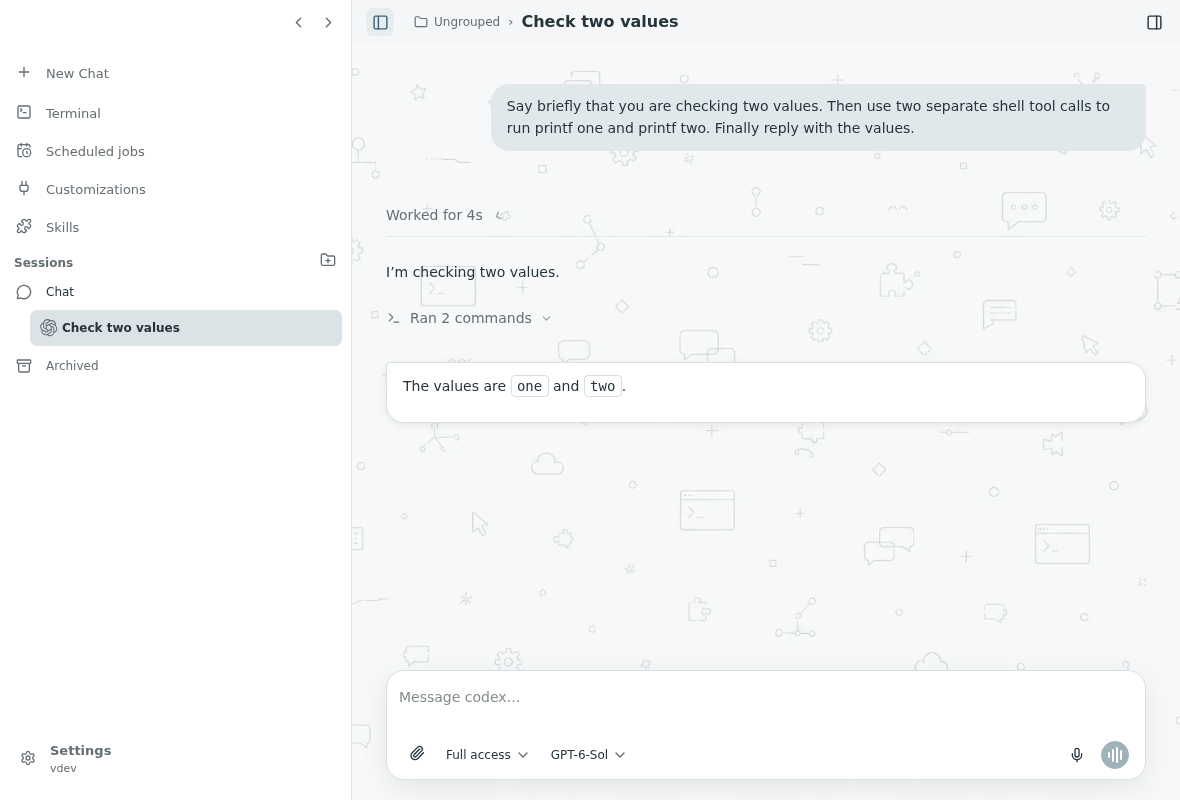 New Chat
Terminal
Scheduled jobs
Customizations
Skills
Sessions
Chat
Check two values
Archived
Settings
vdev
Ungrouped › Check two values
Say briefly that you are checking two values. Then use two separate shell tool calls to
run printf one and printf two. Finally reply with the values.
Worked for 4s
I’m checking two values.
Ran 2 commands
The values are one and two.
Message codex...
Full access
GPT-6-Sol